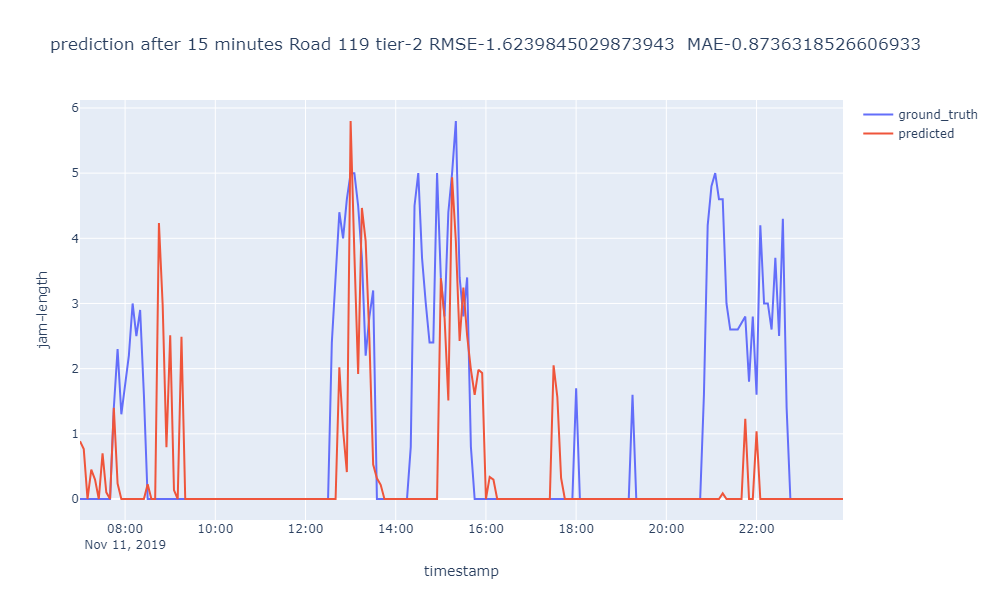 prediction after 15 minutes Road 119 tier-2 RMSE-1.6239845029873943  MAE-0.8736318526606933
ground_truth
predicted
6
5
4
3
2
1
0
jam-length
08:00 10:00 12:00 14:00 16:00 18:00 20:00 22:00
Nov 11, 2019
timestamp